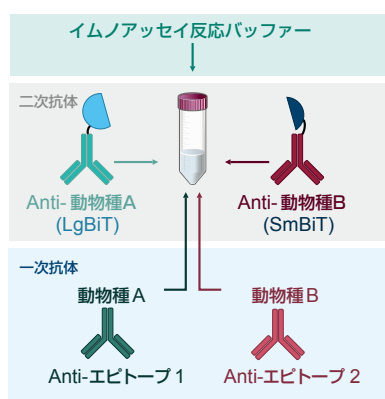 イムノアッセイ反応バッファー
二次抗体
Anti- 動物種A
(LgBiT)
Anti- 動物種B
(SmBiT)
一次抗体
動物種 A
動物種 B
Anti-エピトープ 1
Anti-エピトープ 2